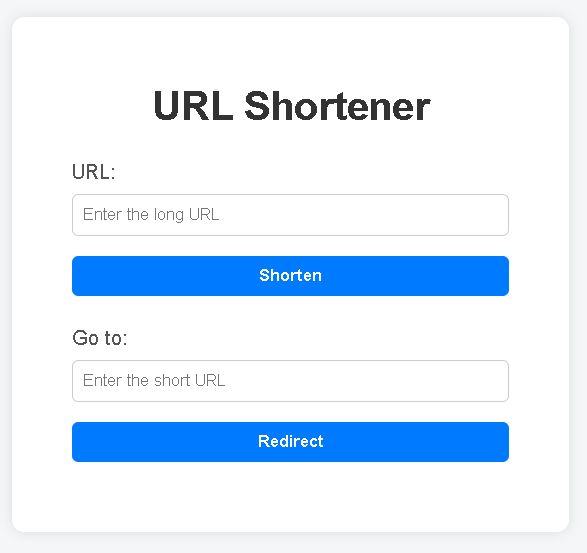 URL Shortener
URL:
Enter the long URL
Shorten
Go to:
Enter the short URL
Redirect